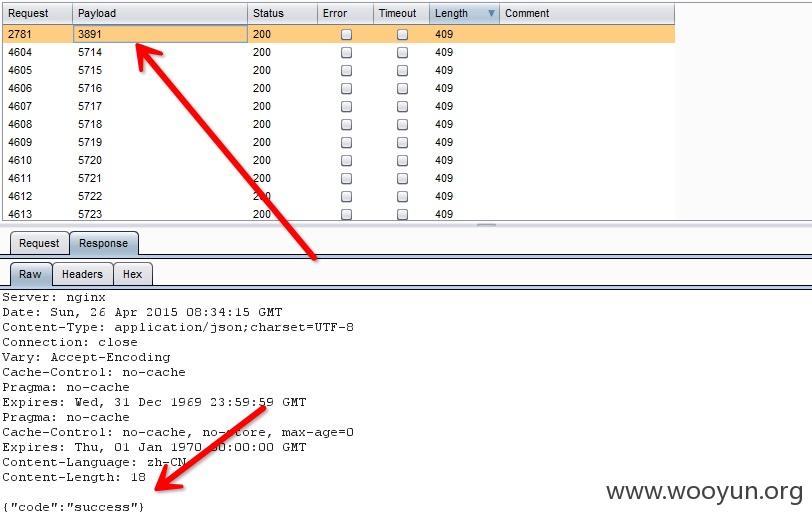 Request Payload Status Error Timeout Length Comment
2781 3891 200 409
4604 5714 200 409
4605 5715 200 409
4606 5716 200 409
4607 5717 200 409
4608 5718 200 409
4609 5719 200 409
4610 5720 200 409
4611 5721 200 409
4612 5722 200 409
4613 5723 200 409
Request Response
Raw Headers Hex
Server: nginx
Date: Sun, 26 Apr 2015 08:34:15 GMT
Content-Type: application/json;charset=UTF-8
Connection: close
Vary: Accept-Encoding
Cache-Control: no-cache
Pragma: no-cache
Expires: Wed, 31 Dec 1969 23:59:59 GMT
Pragma: no-cache
Cache-Control: no-cache, no-store, max-age=0
Expires: Thu, 01 Jan 1970 00:00:00 GMT
Content-Language: zh-CN
Content-Length: 18
{"code":"success"}
www.wooyun.org